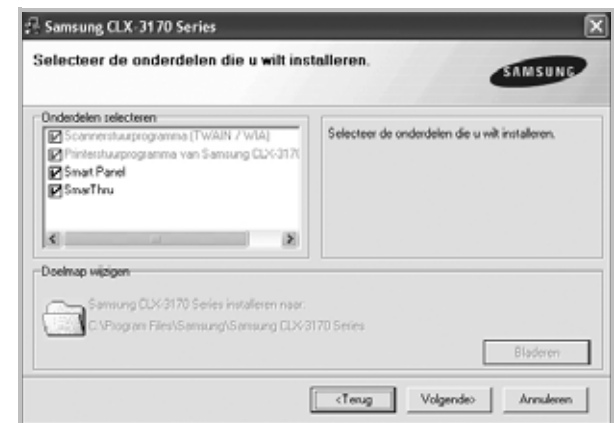 Samsung CLX-3170 Series
Selecteer de onderdelen die u wilt installeren.
SAMSUNG
Onderdelen selecteren
Scannerstuurprogramma (TWAIN / WIA)
Printerstuurprogramma van Samsung CLX-317
Smart Panel
SmarThru
Selecteer de onderdelen die u wilt installeren.
Doelmap wijzigen
Samsung CLX-3170 Series installeren naar:
C:\Program Files\Samsung\Samsung CLX-3170 Series
Bladeren
<Terug
Volgende>
Annuleren